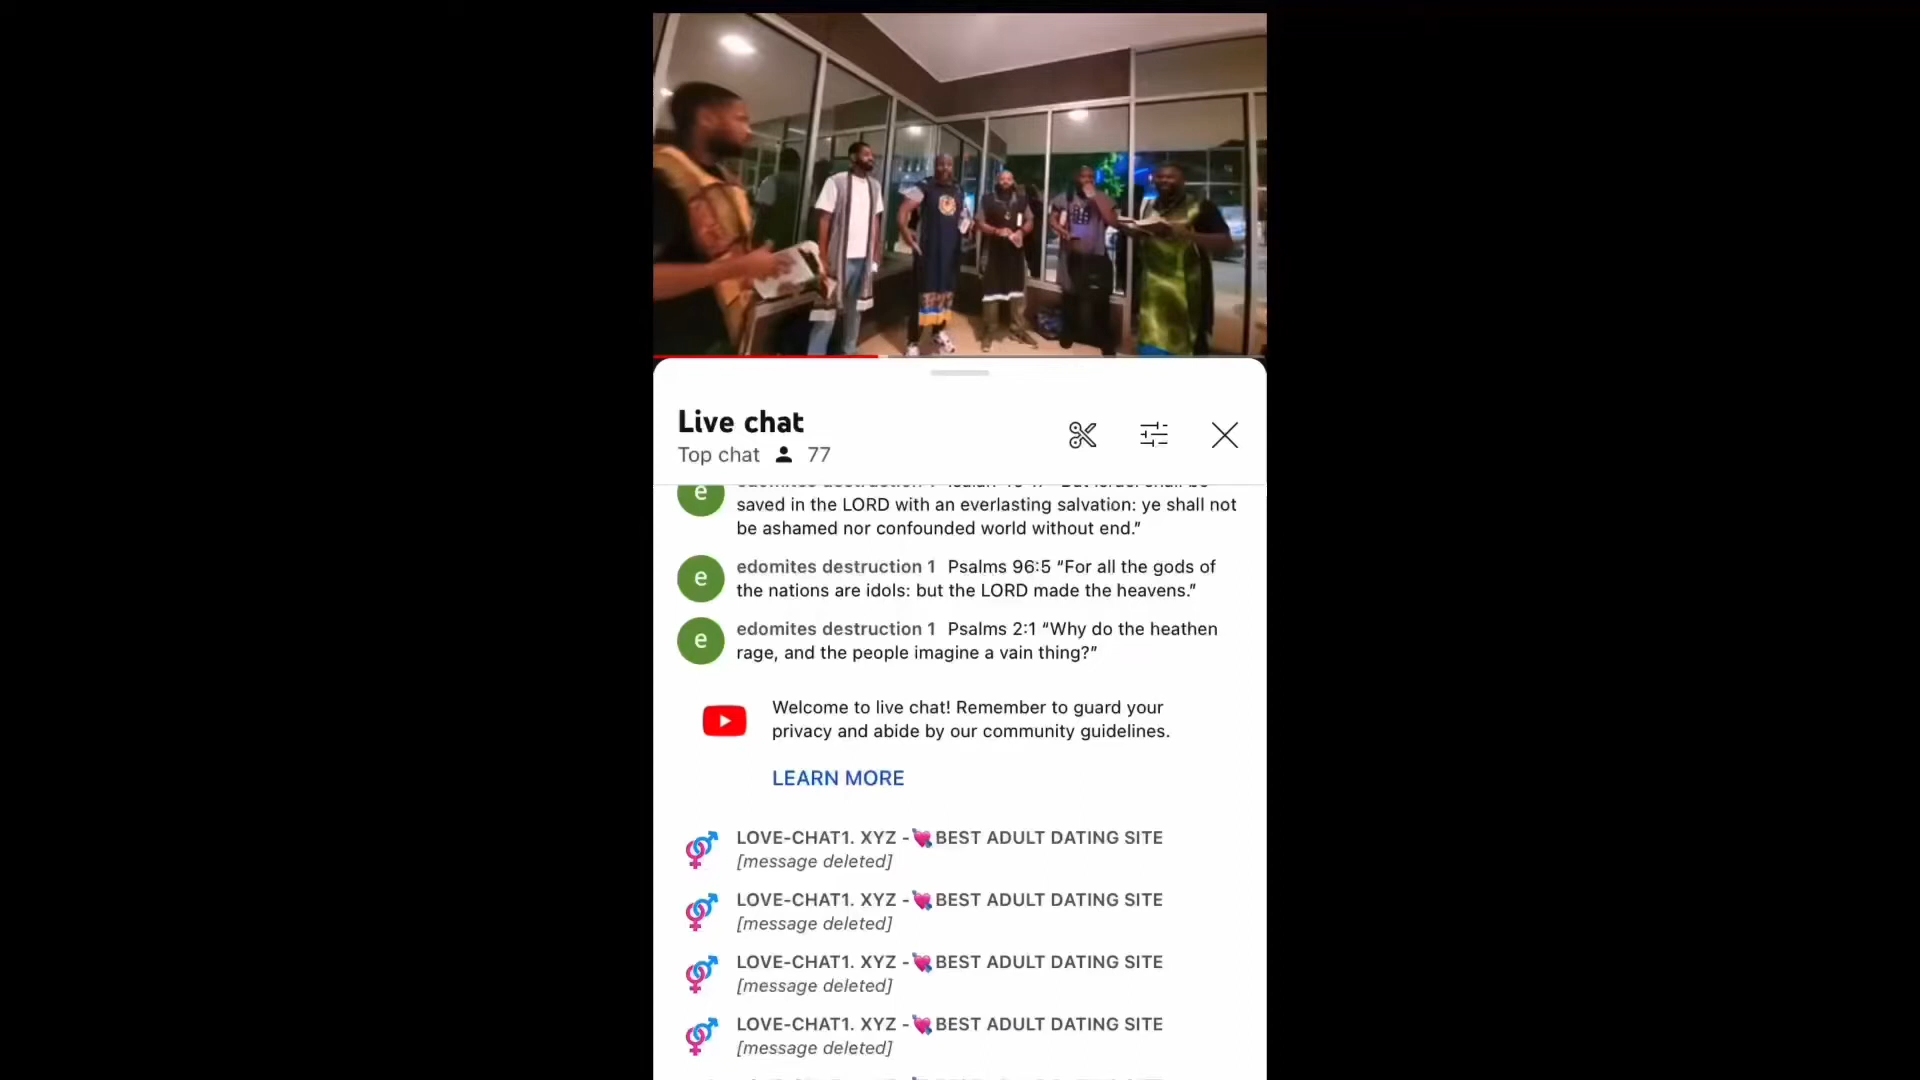 Live chat
Top chat 77
saved in the LORD with an everlasting salvation: ye shall not
be ashamed nor confounded world without end.”
e
edomites destruction 1 Psalms 96:5 “For all the gods of
the nations are idols: but the LORD made the heavens.”
e
edomites destruction 1 Psalms 2:1 “Why do the heathen
rage, and the people imagine a vain thing?”
e
Welcome to live chat! Remember to guard your
privacy and abide by our community guidelines.
LEARN MORE
LOVE-CHAT1. XYZ -💘BEST ADULT DATING SITE
[message deleted]
LOVE-CHAT1. XYZ -💘BEST ADULT DATING SITE
[message deleted]
LOVE-CHAT1. XYZ -💘BEST ADULT DATING SITE
[message deleted]
LOVE-CHAT1. XYZ -💘BEST ADULT DATING SITE
[message deleted]